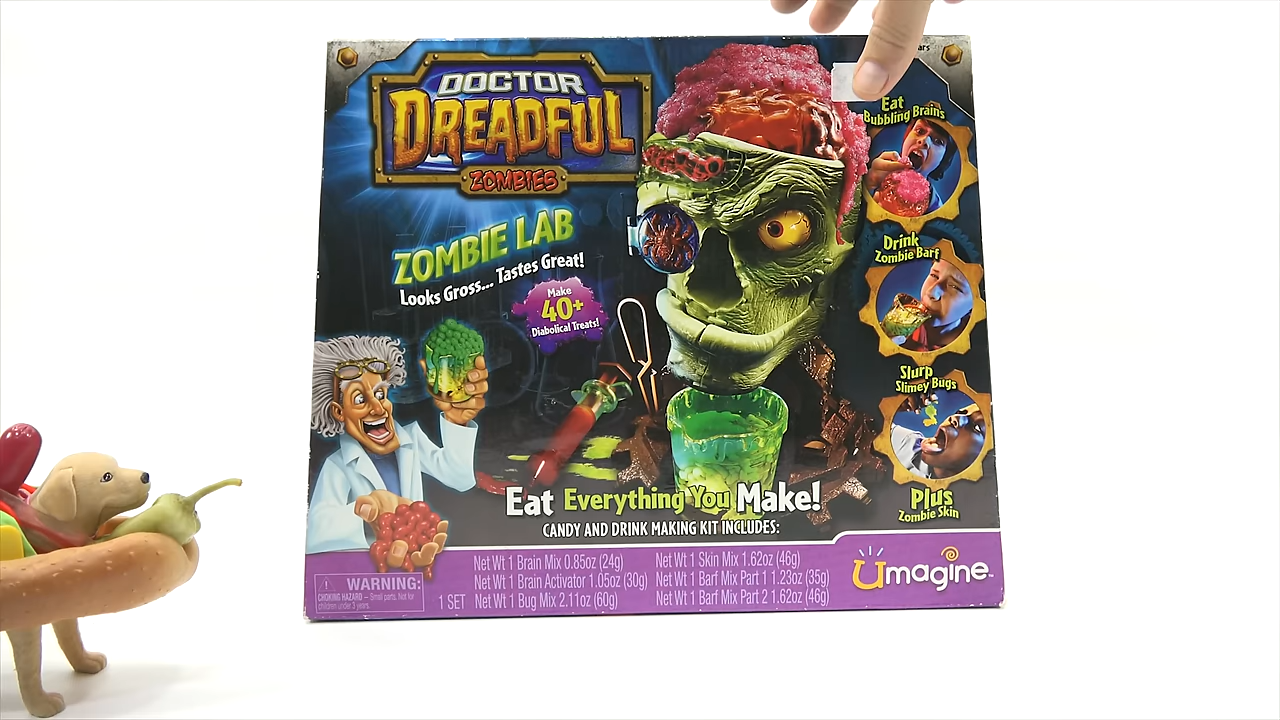 DOCTOR
DREADFUL
ZOMBIES
ZOMBIE LAB
Looks Gross... Tastes Great!
Make
40+
Diabolical Treats!
Eat
Bubbling Brains
Drink
Zombie Barf
Slurp
Slimey Bugs
Plus
Zombie Skin
Eat Everything You Make!
CANDY AND DRINK MAKING KIT INCLUDES:
WARNING:
CHOKING HAZARD – Small parts. Not for
children under 3 years.
1 SET
Net Wt 1 Brain Mix 0.85oz (24g)
Net Wt 1 Brain Activator 1.05oz (30g)
Net Wt 1 Bug Mix 2.11oz (60g)
Net Wt 1 Skin Mix 1.62oz (46g)
Net Wt 1 Barf Mix Part 1 1.23oz (35g)
Net Wt 1 Barf Mix Part 2 1.62oz (46g)
Umagine